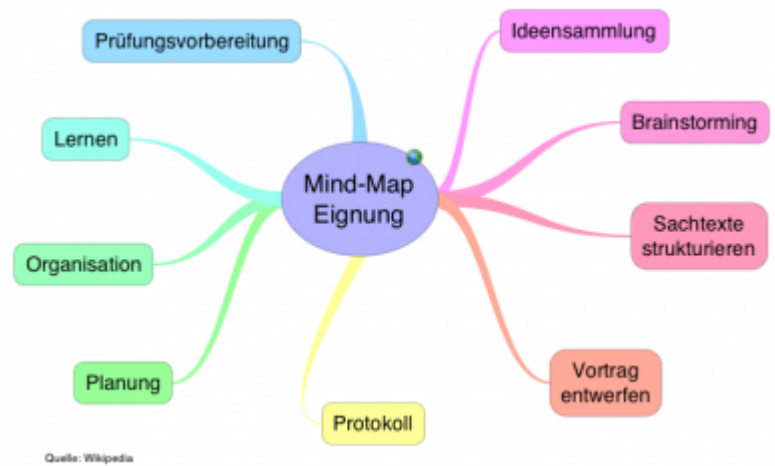 Prüfungsvorbereitung
Ideensammlung
Lernen
Brainstorming
Mind-Map
Eignung
Sachtexte
strukturieren
Organisation
Planung
Vortrag
entwerfen
Protokoll
Quelle: Wikipedia